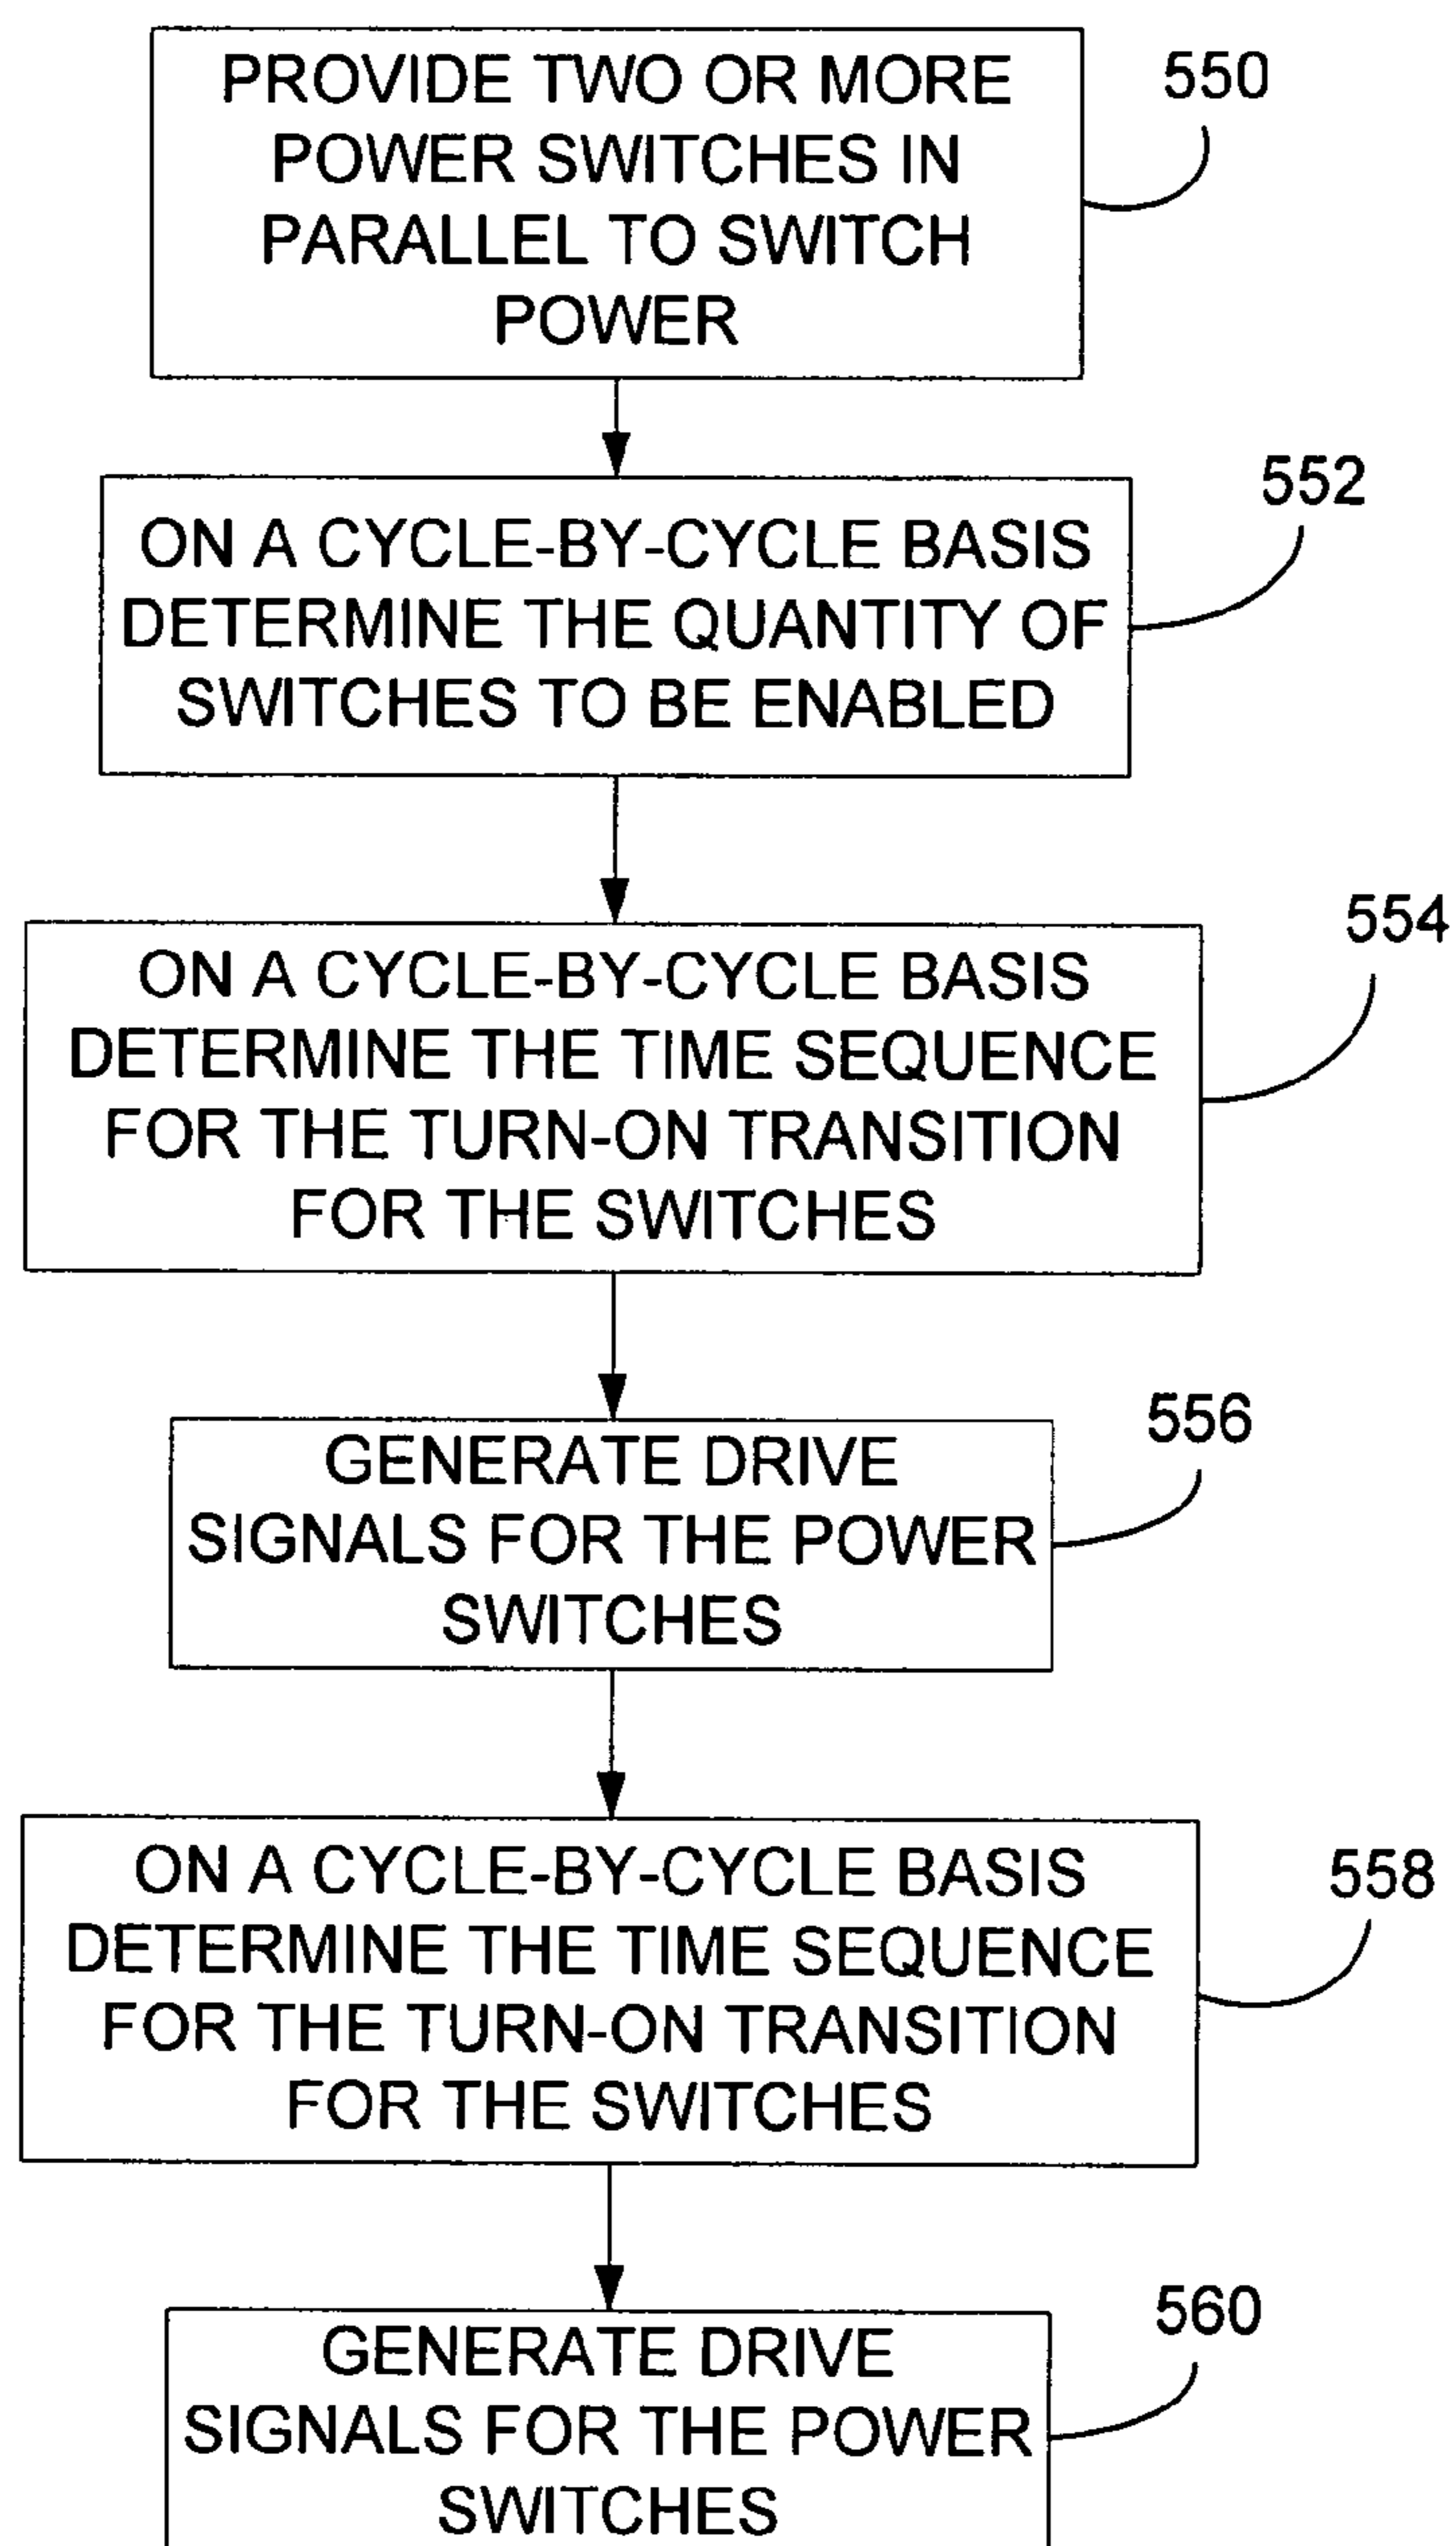 PROVIDE TWO OR MORE
POWER SWITCHES IN
PARALLEL TO SWITCH
POWER
550
ON A CYCLE-BY-CYCLE BASIS
DETERMINE THE QUANTITY OF
SWITCHES TO BE ENABLED
552
ON A CYCLE-BY-CYCLE BASIS
DETERMINE THE TIME SEQUENCE
FOR THE TURN-ON TRANSITION
FOR THE SWITCHES
554
GENERATE DRIVE
SIGNALS FOR THE POWER
SWITCHES
556
ON A CYCLE-BY-CYCLE BASIS
DETERMINE THE TIME SEQUENCE
FOR THE TURN-ON TRANSITION
FOR THE SWITCHES
558
GENERATE DRIVE
SIGNALS FOR THE POWER
SWITCHES
560